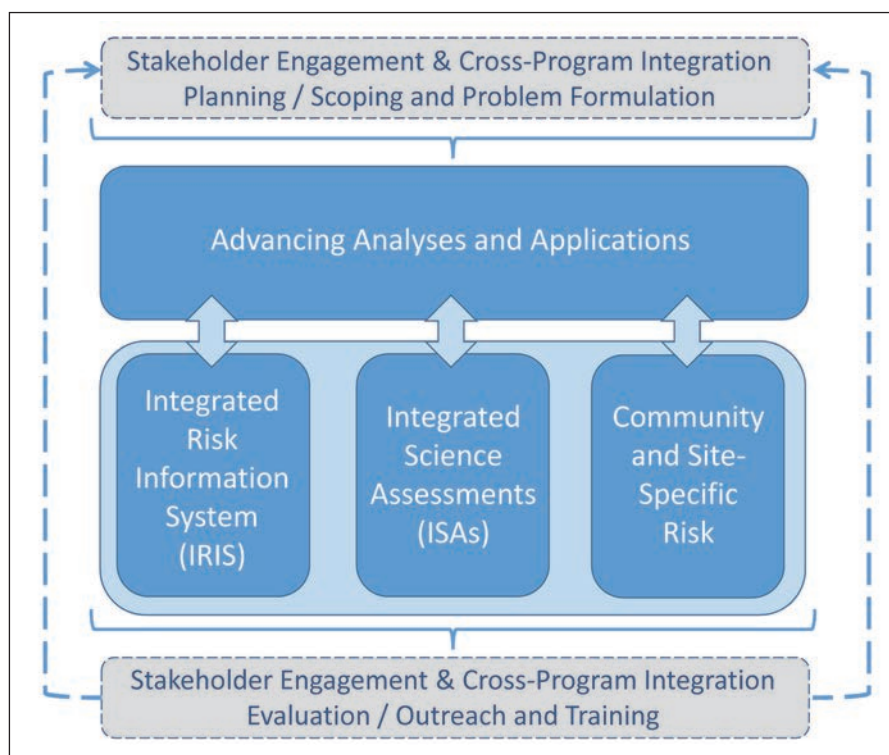 Stakeholder Engagement & Cross-Program Integration
Planning / Scoping and Problem Formulation
Advancing Analyses and Applications
Integrated
Risk
Information
System
(IRIS)
Integrated
Science
Assessments
(ISAs)
Community
and Site-
Specific
Risk
Stakeholder Engagement & Cross-Program Integration
Evaluation / Outreach and Training